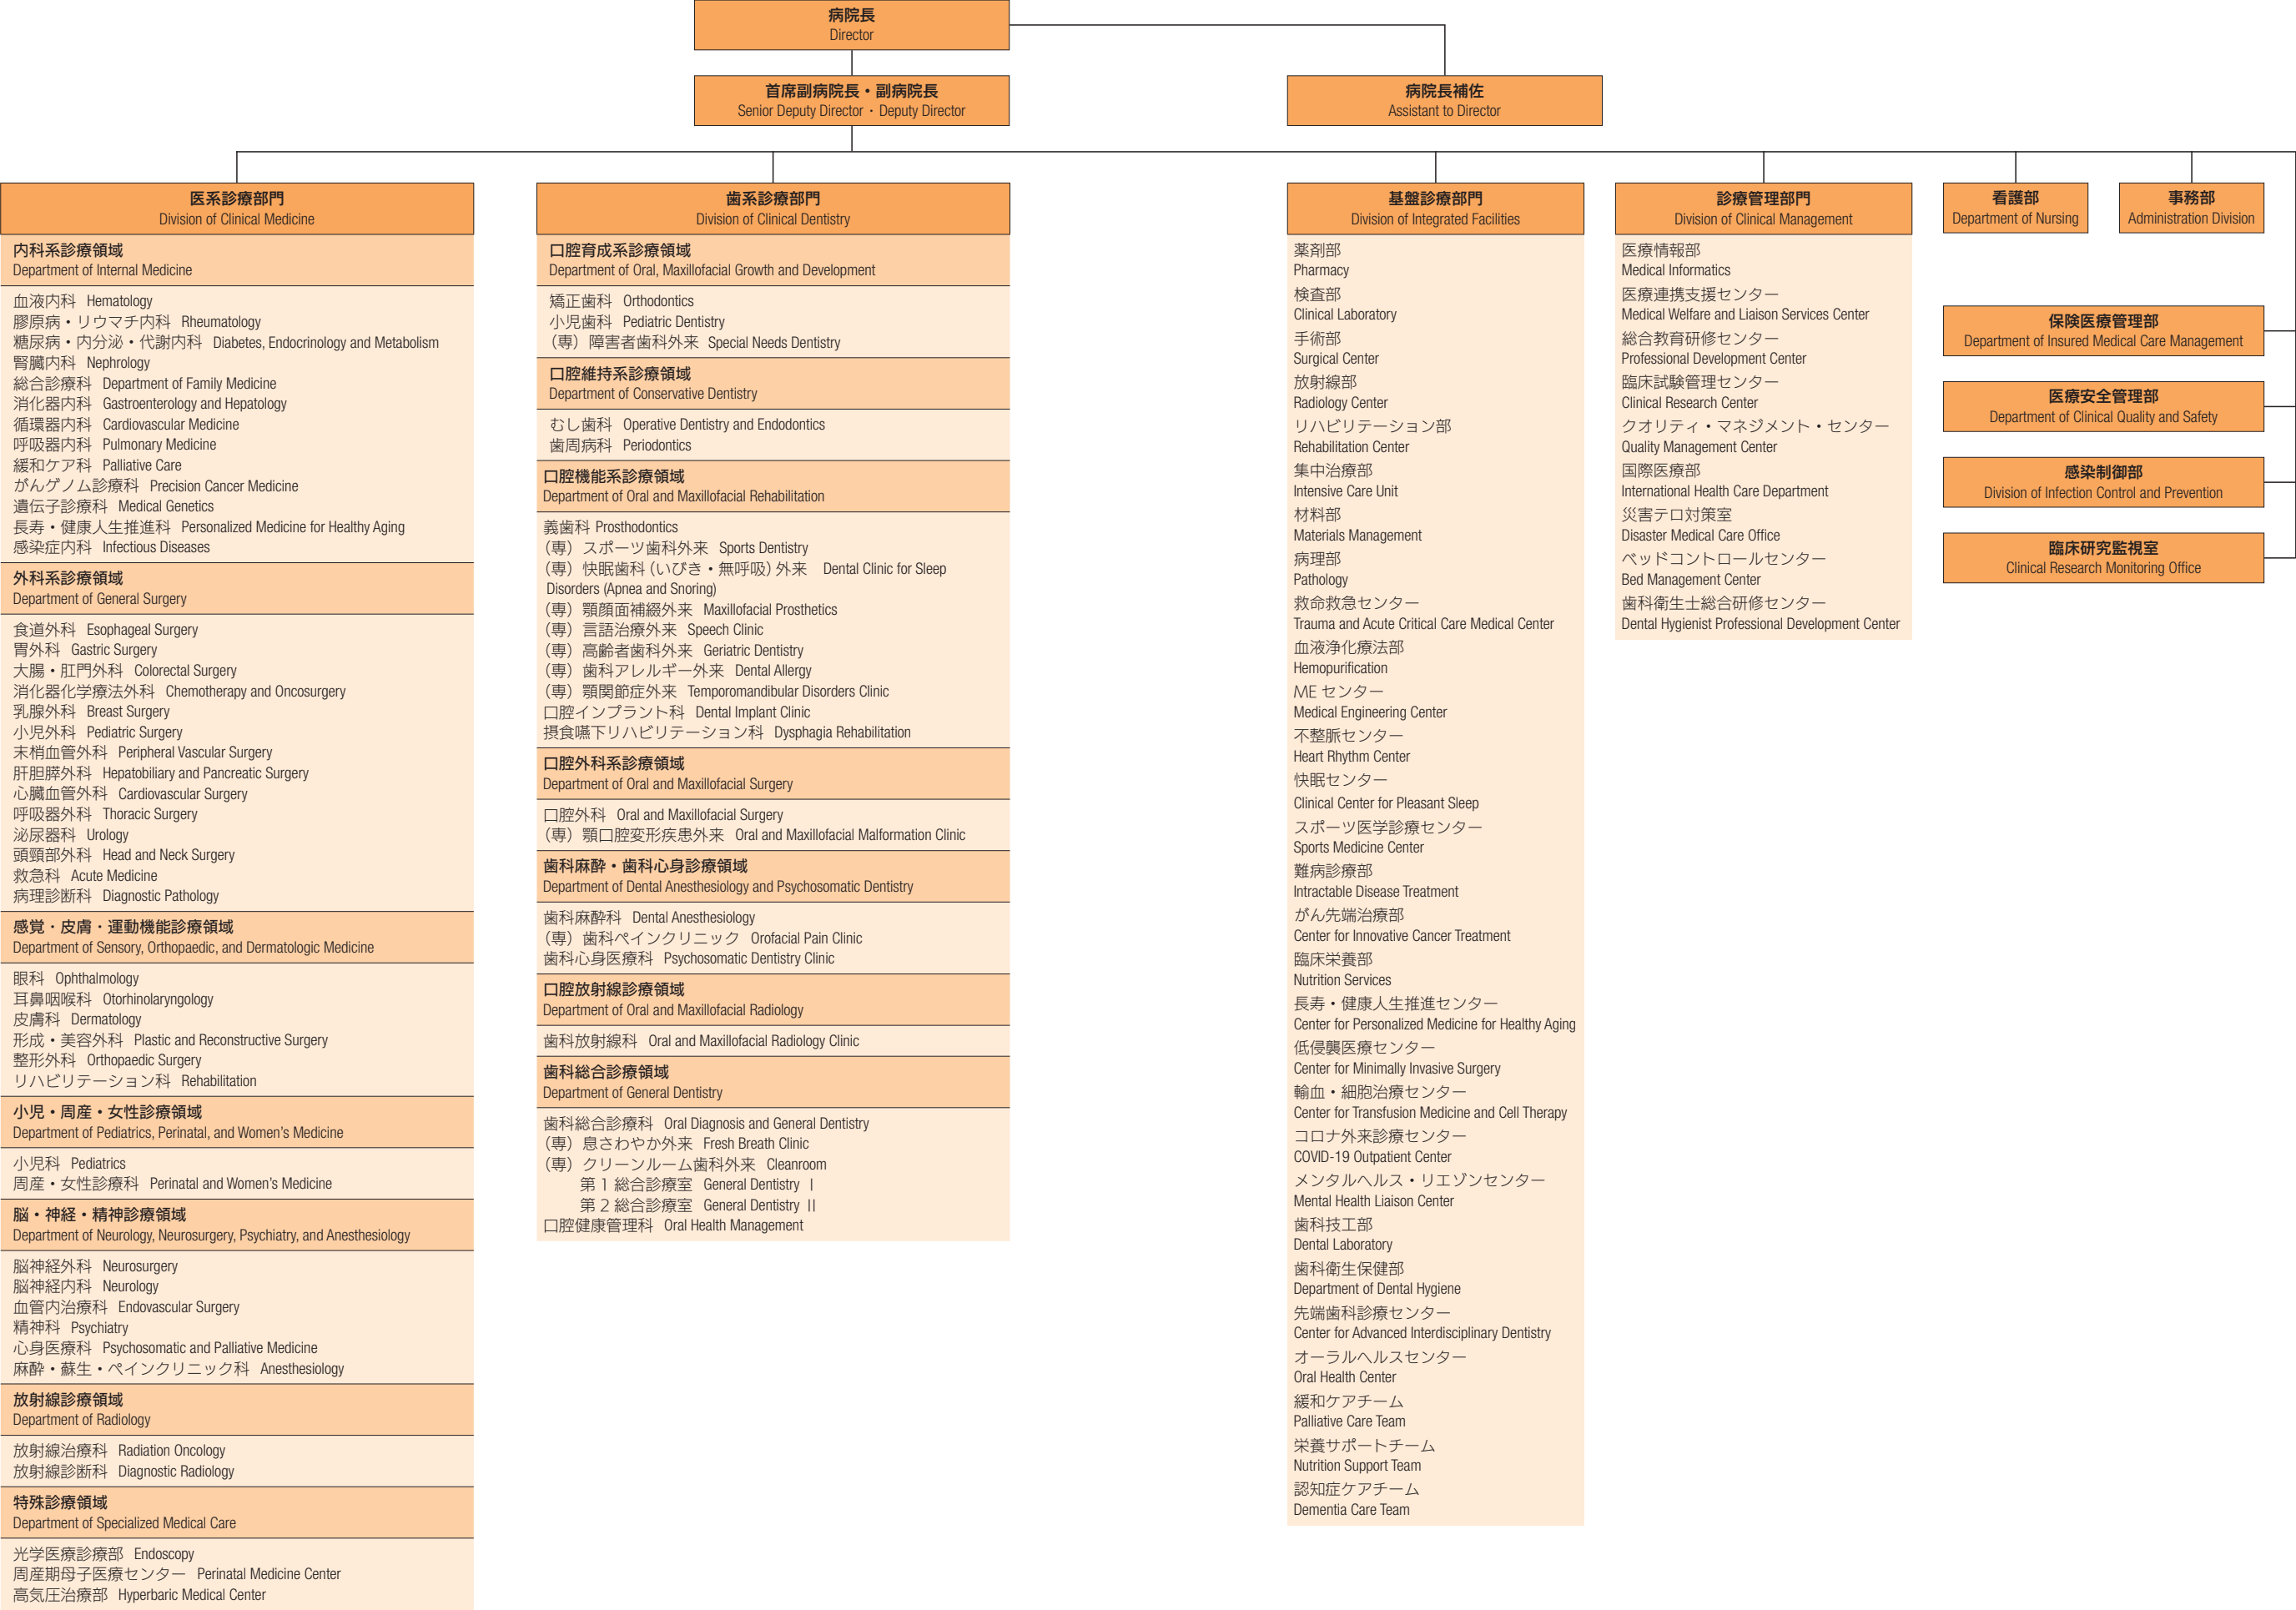 病院長
Director
首席副病院長・副病院長
Senior Deputy Director・Deputy Director
病院長補佐
Assistant to Director
医系診療部門
Division of Clinical Medicine
内科系診療領域
Department of Internal Medicine
血液内科 Hematology
膠原病・リウマチ内科 Rheumatology
糖尿病・内分泌・代謝内科 Diabetes, Endocrinology and Metabolism
腎臓内科 Nephrology
総合診療科 Department of Family Medicine
消化器内科 Gastroenterology and Hepatology
循環器内科 Cardiovascular Medicine
呼吸器内科 Pulmonary Medicine
緩和ケア科 Palliative Care
がんゲノム診療科 Precision Cancer Medicine
遺伝子診療科 Medical Genetics
長寿・健康人生推進科 Personalized Medicine for Healthy Aging
感染症内科 Infectious Diseases
外科系診療領域
Department of General Surgery
食道外科 Esophageal Surgery
胃外科 Gastric Surgery
大腸・肛門外科 Colorectal Surgery
消化器化学療法外科 Chemotherapy and Oncosurgery
乳腺外科 Breast Surgery
小児外科 Pediatric Surgery
末梢血管外科 Peripheral Vascular Surgery
肝胆膵外科 Hepatobiliary and Pancreatic Surgery
心臓血管外科 Cardiovascular Surgery
呼吸器外科 Thoracic Surgery
泌尿器科 Urology
頭頸部外科 Head and Neck Surgery
救急科 Acute Medicine
病理診断科 Diagnostic Pathology
感覚・皮膚・運動機能診療領域
Department of Sensory, Orthopaedic, and Dermatologic Medicine
眼科 Ophthalmology
耳鼻咽喉科 Otorhinolaryngology
皮膚科 Dermatology
形成・美容外科 Plastic and Reconstructive Surgery
整形外科 Orthopaedic Surgery
リハビリテーション科 Rehabilitation
小児・周産・女性診療領域
Department of Pediatrics, Perinatal, and Women's Medicine
小児科 Pediatrics
周産・女性診療科 Perinatal and Women's Medicine
脳・神経・精神診療領域
Department of Neurology, Neurosurgery, Psychiatry, and Anesthesiology
脳神経外科 Neurosurgery
脳神経内科 Neurology
血管内治療科 Endovascular Surgery
精神科 Psychiatry
心身医療科 Psychosomatic and Palliative Medicine
麻酔・蘇生・ペインクリニック科 Anesthesiology
放射線診療領域
Department of Radiology
放射線治療科 Radiation Oncology
放射線診断科 Diagnostic Radiology
特殊診療領域
Department of Specialized Medical Care
光学医療診療部 Endoscopy
周産期母子医療センター Perinatal Medicine Center
高気圧治療部 Hyperbaric Medical Center
歯系診療部門
Division of Clinical Dentistry
口腔育成系診療領域
Department of Oral, Maxillofacial Growth and Development
矯正歯科 Orthodontics
小児歯科 Pediatric Dentistry
（専）障害者歯科外来 Special Needs Dentistry
口腔維持系診療領域
Department of Conservative Dentistry
むし歯科 Operative Dentistry and Endodontics
歯周病科 Periodontics
口腔機能系診療領域
Department of Oral and Maxillofacial Rehabilitation
義歯科 Prosthodontics
（専）スポーツ歯科外来 Sports Dentistry
（専）快眠歯科（いびき・無呼吸）外来 Dental Clinic for Sleep
Disorders (Apnea and Snoring)
（専）顎顔面補綴外来 Maxillofacial Prosthetics
（専）言語治療外来 Speech Clinic
（専）高齢者歯科外来 Geriatric Dentistry
（専）歯科アレルギー外来 Dental Allergy
（専）顎関節症外来 Temporomandibular Disorders Clinic
口腔インプラント科 Dental Implant Clinic
摂食嚥下リハビリテーション科 Dysphagia Rehabilitation
口腔外科系診療領域
Department of Oral and Maxillofacial Surgery
口腔外科 Oral and Maxillofacial Surgery
（専）顎口腔変形疾患外来 Oral and Maxillofacial Malformation Clinic
歯科麻酔・歯科心身診療領域
Department of Dental Anesthesiology and Psychosomatic Dentistry
歯科麻酔科 Dental Anesthesiology
（専）歯科ペインクリニック Orofacial Pain Clinic
歯科心身医療科 Psychosomatic Dentistry Clinic
口腔放射線診療領域
Department of Oral and Maxillofacial Radiology
歯科放射線科 Oral and Maxillofacial Radiology Clinic
歯科総合診療領域
Department of General Dentistry
歯科総合診療科 Oral Diagnosis and General Dentistry
（専）息さわやか外来 Fresh Breath Clinic
（専）クリーンルーム歯科外来 Cleanroom
第1総合診療室 General Dentistry Ⅰ
第2総合診療室 General Dentistry Ⅱ
口腔健康管理科 Oral Health Management
基盤診療部門
Division of Integrated Facilities
薬剤部
Pharmacy
検査部
Clinical Laboratory
手術部
Surgical Center
放射線部
Radiology Center
リハビリテーション部
Rehabilitation Center
集中治療部
Intensive Care Unit
材料部
Materials Management
病理部
Pathology
救命救急センター
Trauma and Acute Critical Care Medical Center
血液浄化療法部
Hemopurification
ME センター
Medical Engineering Center
不整脈センター
Heart Rhythm Center
快眠センター
Clinical Center for Pleasant Sleep
スポーツ医学診療センター
Sports Medicine Center
難病診療部
Intractable Disease Treatment
がん先端治療部
Center for Innovative Cancer Treatment
臨床栄養部
Nutrition Services
長寿・健康人生推進センター
Center for Personalized Medicine for Healthy Aging
低侵襲医療センター
Center for Minimally Invasive Surgery
輸血・細胞治療センター
Center for Transfusion Medicine and Cell Therapy
コロナ外来診療センター
COVID-19 Outpatient Center
メンタルヘルス・リエゾンセンター
Mental Health Liaison Center
歯科技工部
Dental Laboratory
歯科衛生保健部
Department of Dental Hygiene
先端歯科診療センター
Center for Advanced Interdisciplinary Dentistry
オーラルヘルスセンター
Oral Health Center
緩和ケアチーム
Palliative Care Team
栄養サポートチーム
Nutrition Support Team
認知症ケアチーム
Dementia Care Team
診療管理部門
Division of Clinical Management
医療情報部
Medical Informatics
医療連携支援センター
Medical Welfare and Liaison Services Center
総合教育研修センター
Professional Development Center
臨床試験管理センター
Clinical Research Center
クオリティ・マネジメント・センター
Quality Management Center
国際医療部
International Health Care Department
災害テロ対策室
Disaster Medical Care Office
ベッドコントロールセンター
Bed Management Center
歯科衛生士総合研修センター
Dental Hygienist Professional Development Center
看護部
Department of Nursing
事務部
Administration Division
保険医療管理部
Department of Insured Medical Care Management
医療安全管理部
Department of Clinical Quality and Safety
感染制御部
Division of Infection Control and Prevention
臨床研究監視室
Clinical Research Monitoring Office